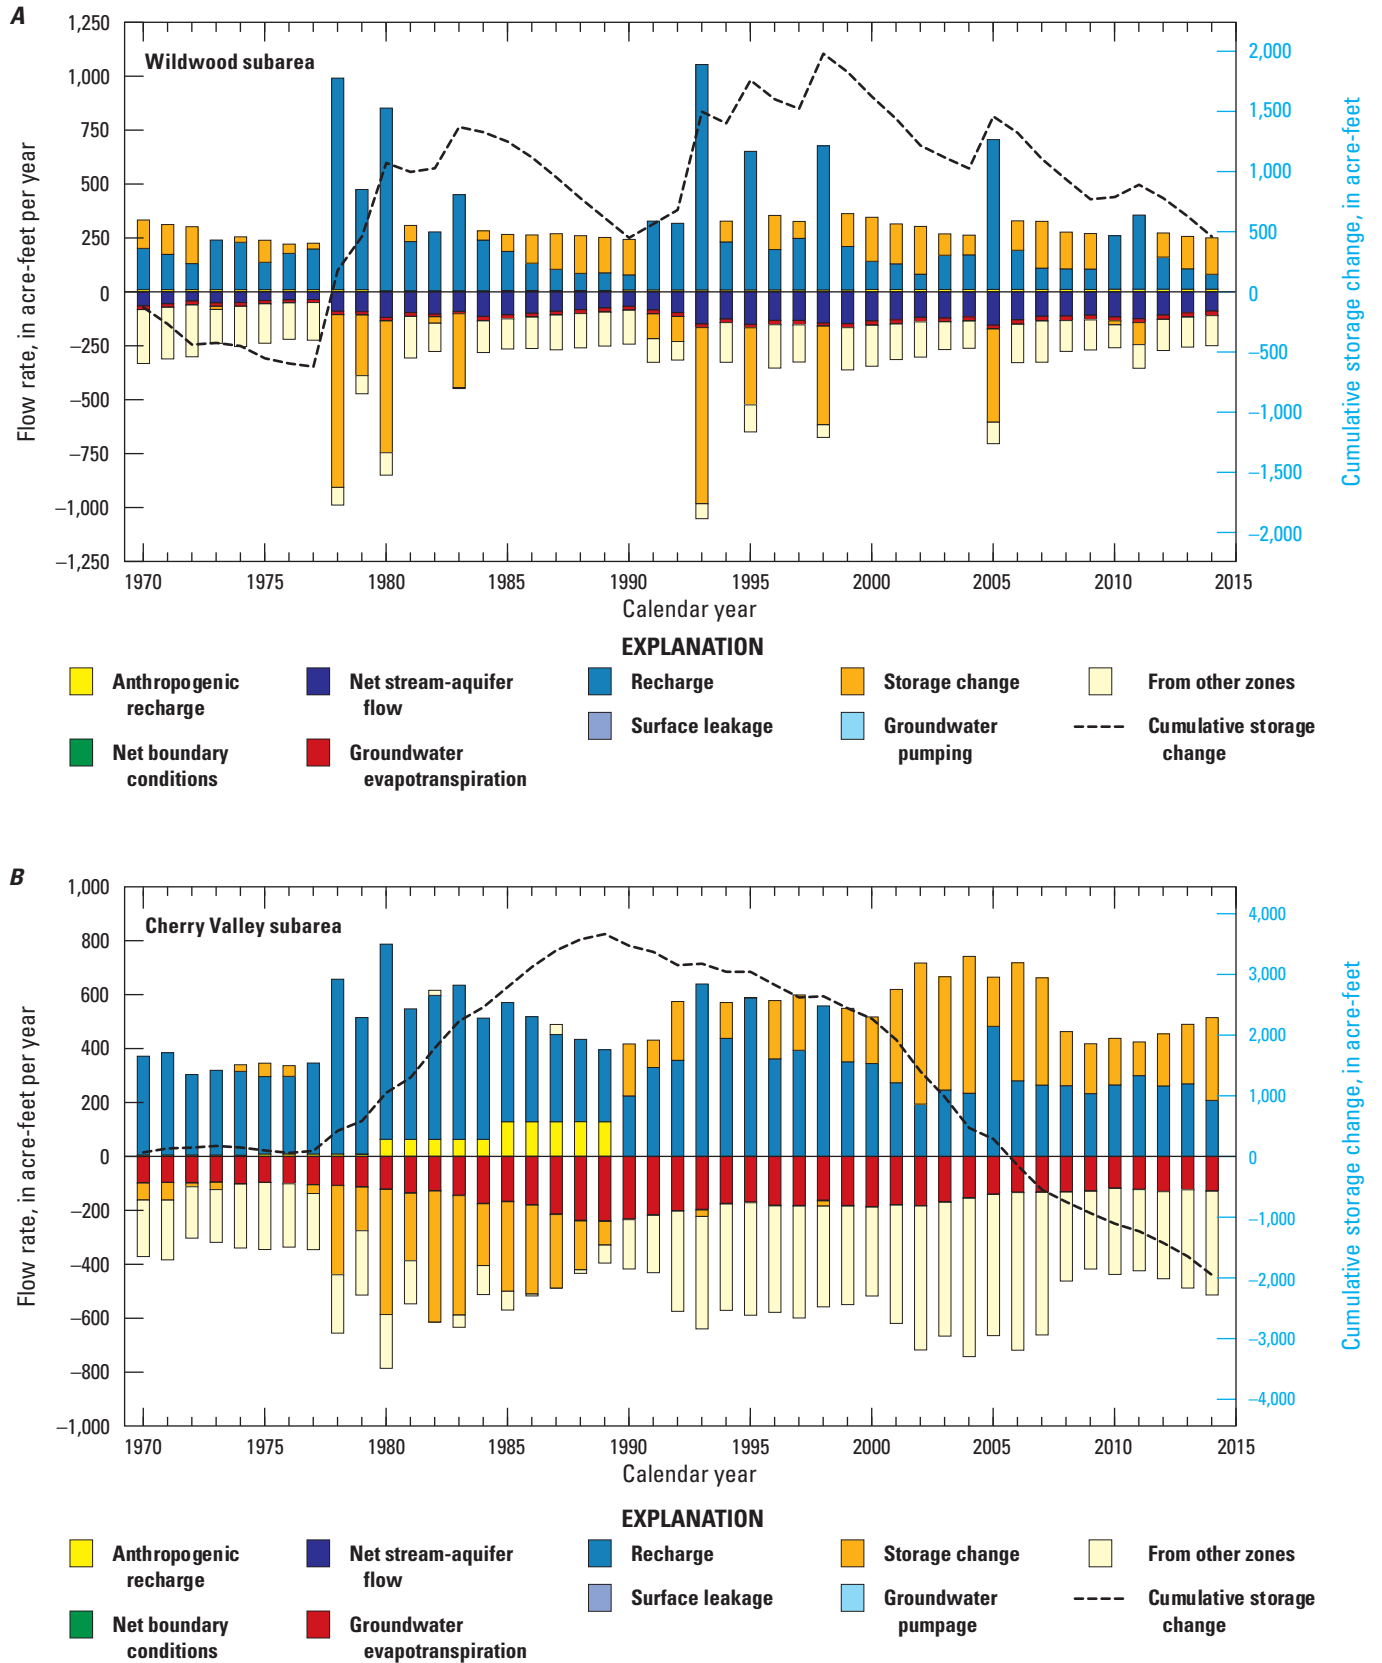 A
Wildwood subarea
1,250
1,000
750
500
250
0
–250
–500
–750
–1,000
–1,250
Flow rate, in acre-feet per year
2,000
1,500
1,000
500
0
–500
–1,000
–1,500
–2,000
Cumulative storage change, in acre-feet
1970 1975 1980 1985 1990 1995 2000 2005 2010 2015
Calendar year
EXPLANATION
Anthropogenic
recharge
Net boundary
conditions
Net stream-aquifer
flow
Groundwater
evapotranspiration
Recharge
Surface leakage
Storage change
Groundwater
pumping
From other zones
Cumulative storage
change
B
Cherry Valley subarea
1,000
800
600
400
200
0
–200
–400
–600
–800
–1,000
Flow rate, in acre-feet per year
4,000
3,000
2,000
1,000
0
–1,000
–2,000
–3,000
–4,000
Cumulative storage change, in acre-feet
1970 1975 1980 1985 1990 1995 2000 2005 2010 2015
Calendar year
EXPLANATION
Anthropogenic
recharge
Net boundary
conditions
Net stream-aquifer
flow
Groundwater
evapotranspiration
Recharge
Surface leakage
Storage change
Groundwater
pumpage
From other zones
Cumulative storage
change